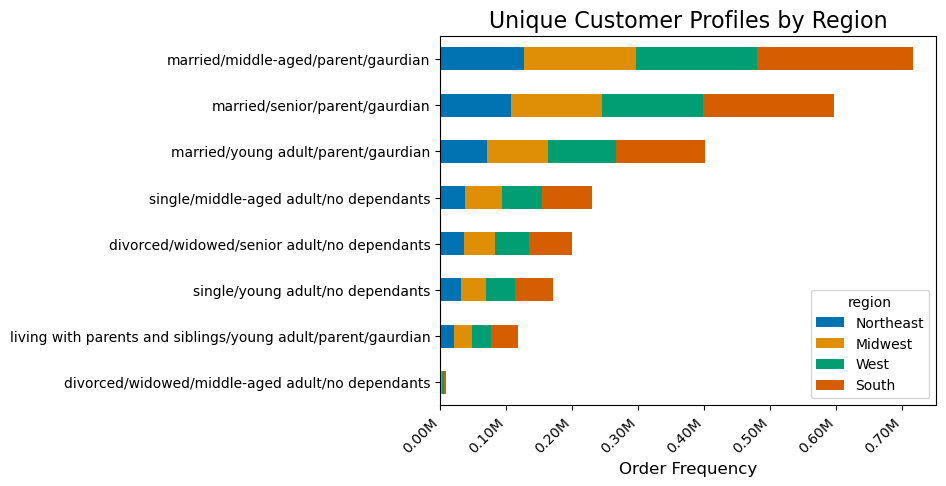 Unique Customer Profiles by Region
married/middle-aged/parent/gaurdian
married/senior/parent/gaurdian
married/young adult/parent/gaurdian
single/middle-aged adult/no dependants
divorced/widowed/senior adult/no dependants
single/young adult/no dependants
living with parents and siblings/young adult/parent/gaurdian
divorced/widowed/middle-aged adult/no dependants
region
Northeast
Midwest
West
South
0.00M
0.10M
0.20M
0.30M
0.40M
0.50M
0.60M
0.70M
Order Frequency